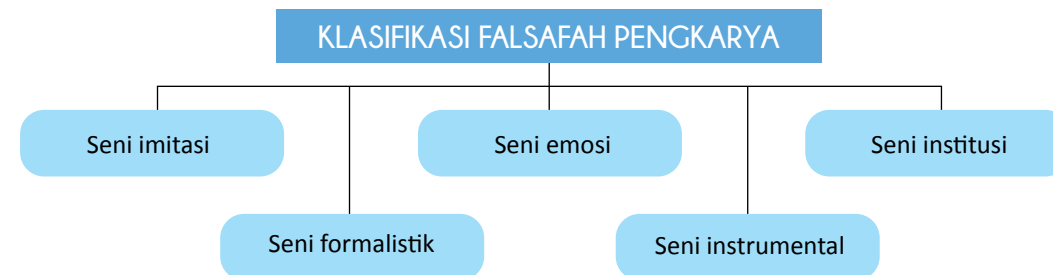 KLASIFIKASI FALSAFAH PENGKARYA
Seni imitasi
Seni emosi
Seni institusi
Seni formalistik
Seni instrumental